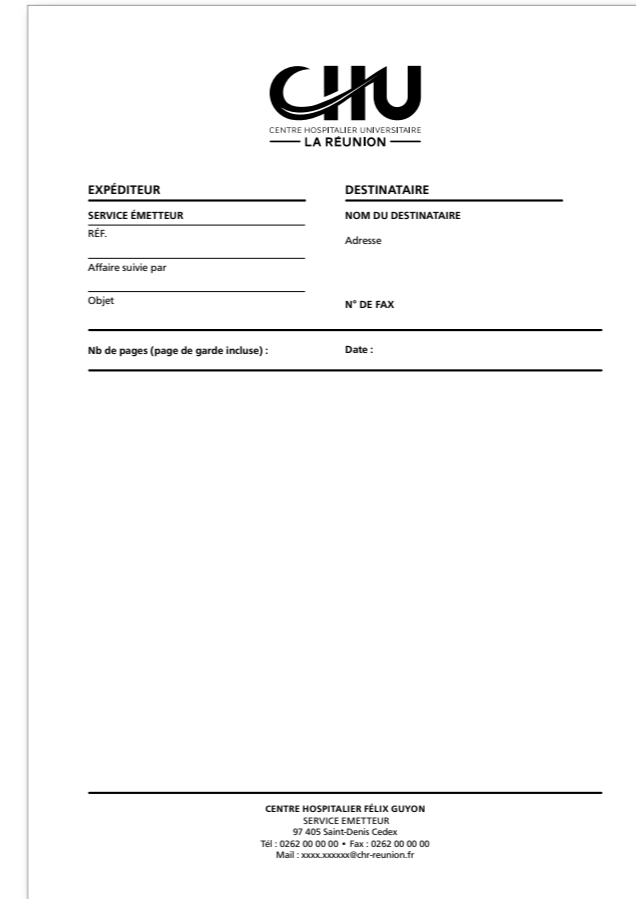 CHU
CENTRE HOSPITALIER UNIVERSITAIRE
LA RÉUNION
EXPÉDITEUR
SERVICE ÉMETTEUR
RÉF.
Affaire suivie par
Objet
DESTINATAIRE
NOM DU DESTINATAIRE
Adresse
N° DE FAX
Nb de pages (page de garde incluse) :
Date :
CENTRE HOSPITALIER FÉLIX GUYON
SERVICE EMETTEUR
97 405 Saint-Denis Cedex
Tél : 0262 00 00 00 • Fax : 0262 00 00 00
Mail : xxxx.xxxxxx@chr-reunion.fr